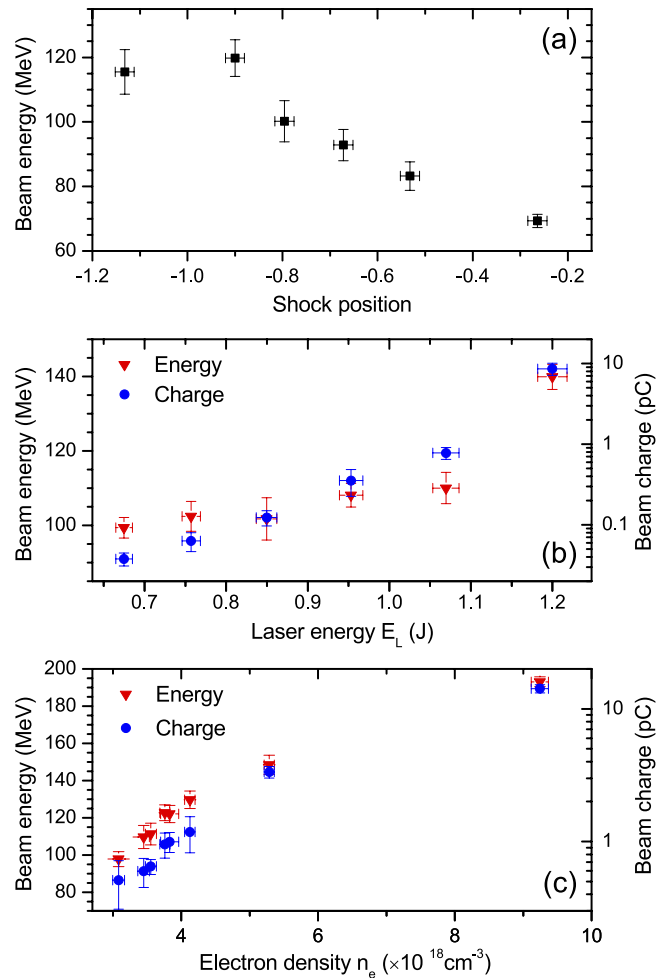 (a)
Beam energy (MeV)
120
100
80
60
-1.2 -1.0 -0.8 -0.6 -0.4 -0.2
Shock position
Energy
Charge
Beam energy (MeV)
140
120
100
10
1
0.1
Beam charge (pC)
(b)
0.7 0.8 0.9 1.0 1.1 1.2
Laser energy E_L (J)
Energy
Charge
Beam energy (MeV)
200
180
160
140
120
100
80
10
1
Beam charge (pC)
(c)
4 6 8 10
Electron density n_e (×10 ¹⁸cm⁻³)